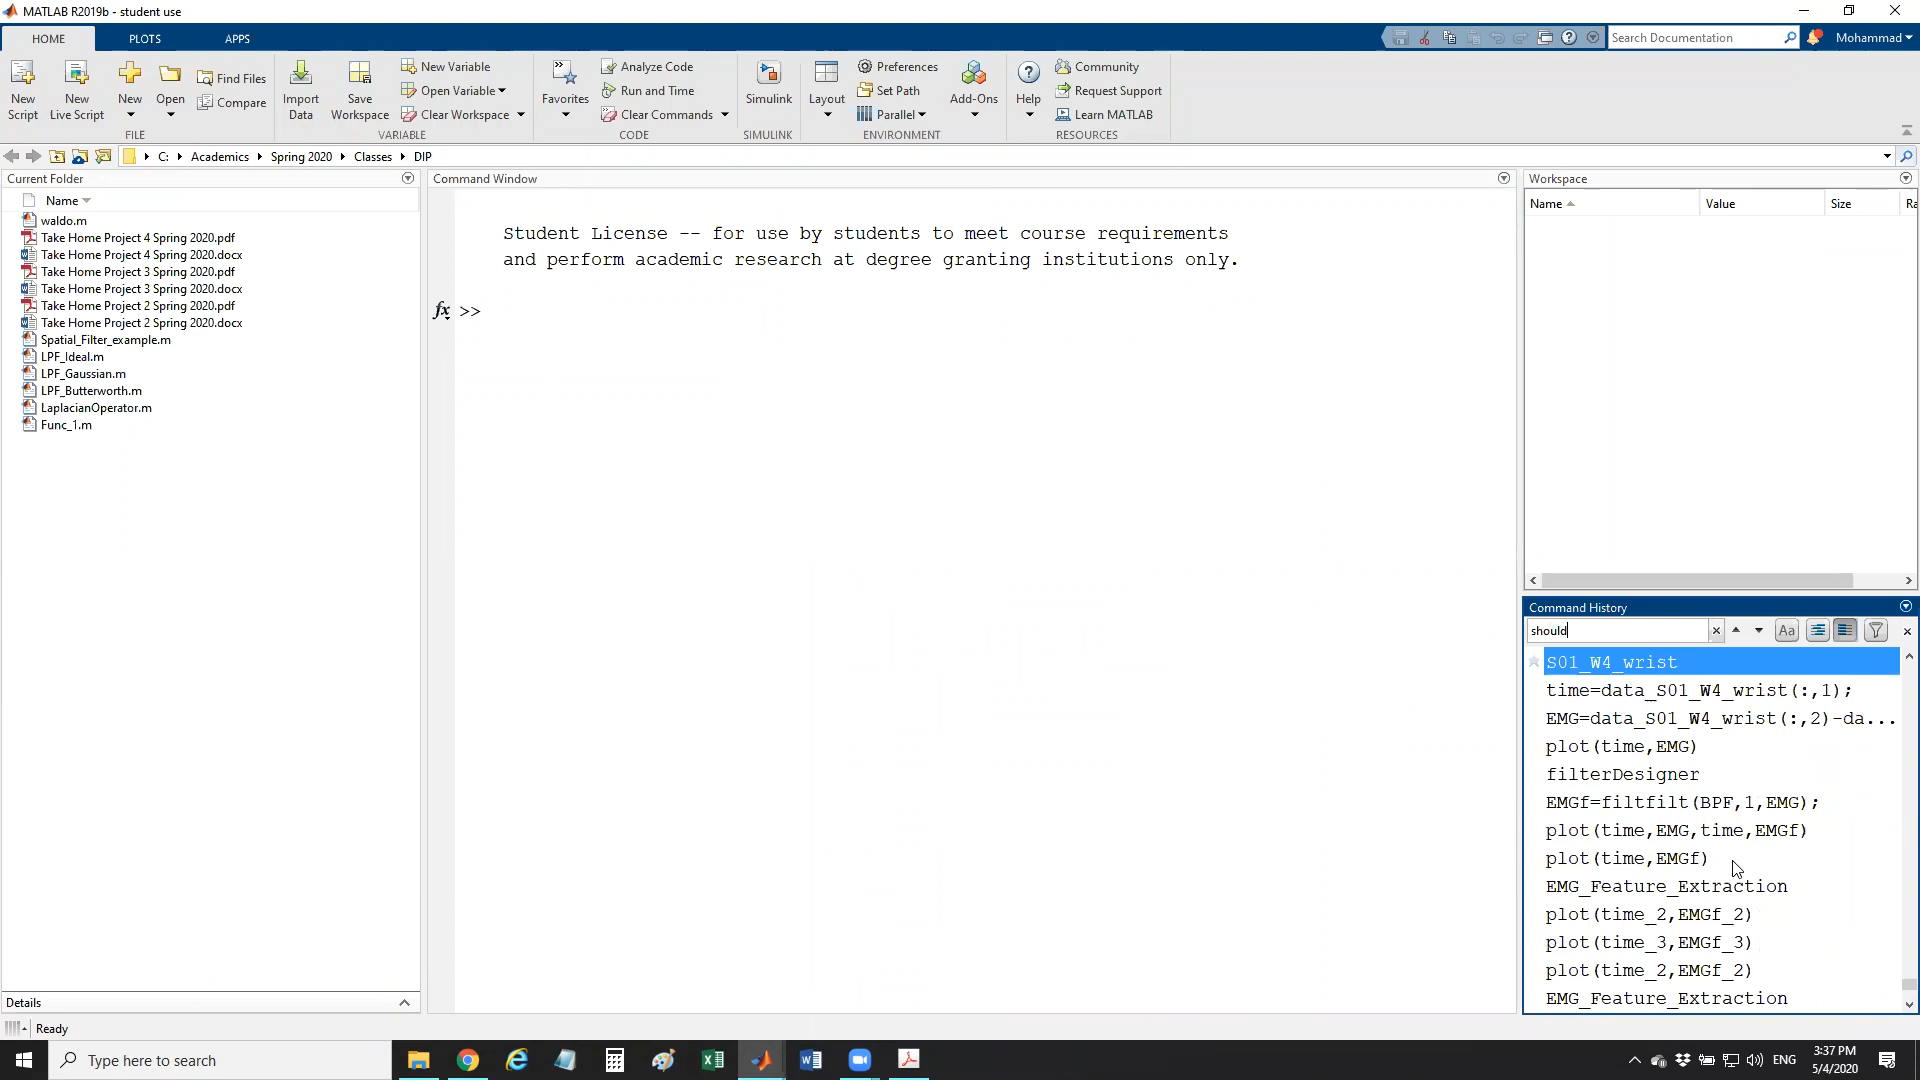 MATLAB R2019b - student use
HOME PLOTS APPS
Search Documentation
Mohammad
New Script
New Live Script
New
Open
Find Files
Compare
FILE
Import Data
Save Workspace
New Variable
Open Variable
Clear Workspace
VARIABLE
Favorites
Analyze Code
Run and Time
Clear Commands
CODE
Simulink
SIMULINK
Layout
Preferences
Set Path
Parallel
Add-Ons
ENVIRONMENT
Help
Community
Request Support
Learn MATLAB
RESOURCES
C: Academics Spring 2020 Classes DIP
Current Folder
Name
waldo.m
Take Home Project 4 Spring 2020.pdf
Take Home Project 4 Spring 2020.docx
Take Home Project 3 Spring 2020.pdf
Take Home Project 3 Spring 2020.docx
Take Home Project 2 Spring 2020.pdf
Take Home Project 2 Spring 2020.docx
Spatial_Filter_example.m
LPF_Ideal.m
LPF_Gaussian.m
LPF_Butterworth.m
LaplacianOperator.m
Func_1.m
Details
Command Window
Student License -- for use by students to meet course requirements
and perform academic research at degree granting institutions only.
fx >>
Workspace
Name Value Size Ra
Command History
should
Aa
S01_W4_wrist
time=data_S01_W4_wrist(:,1);
EMG=data_S01_W4_wrist(:,2)-da...
plot(time,EMG)
filterDesigner
EMGf=filtfilt(BPF,1,EMG);
plot(time,EMG,time,EMGf)
plot(time,EMGf)
EMG_Feature_Extraction
plot(time_2,EMGf_2)
plot(time_3,EMGf_3)
plot(time_2,EMGf_2)
EMG_Feature_Extraction
Ready
Type here to search
ENG
3:37 PM
5/4/2020